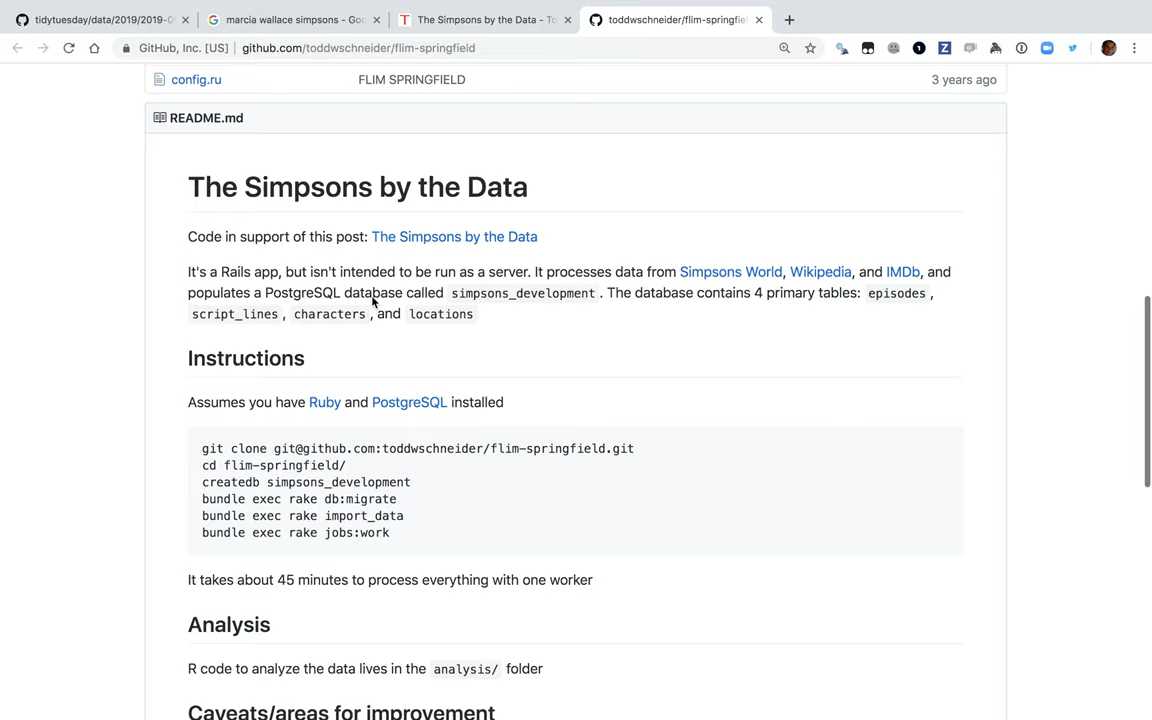 tidytuesday/data/2019/2019-0
marcia wallace simpsons - Goo
The Simpsons by the Data - To
toddwschneider/flim-springfiel
GitHub, Inc. [US] | github.com/toddwschneider/flim-springfield
config.ru FLIM SPRINGFIELD 3 years ago
README.md
The Simpsons by the Data
Code in support of this post: The Simpsons by the Data
It's a Rails app, but isn't intended to be run as a server. It processes data from Simpsons World, Wikipedia, and IMDb, and
populates a PostgreSQL database called simpsons_development . The database contains 4 primary tables: episodes ,
script_lines , characters , and locations
Instructions
Assumes you have Ruby and PostgreSQL installed
git clone git@github.com:toddwschneider/flim-springfield.git
cd flim-springfield/
createdb simpsons_development
bundle exec rake db:migrate
bundle exec rake import_data
bundle exec rake jobs:work
It takes about 45 minutes to process everything with one worker
Analysis
R code to analyze the data lives in the analysis/ folder
Caveats/areas for improvement